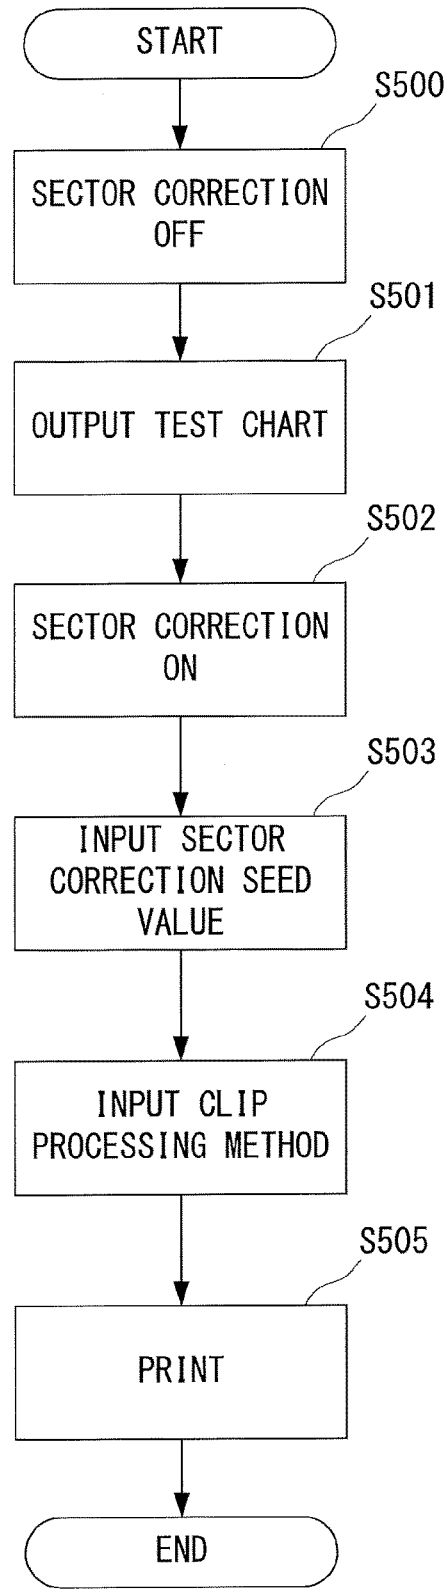 START
S500
SECTOR CORRECTION
OFF
S501
OUTPUT TEST CHART
S502
SECTOR CORRECTION
ON
S503
INPUT SECTOR
CORRECTION SEED
VALUE
S504
INPUT CLIP
PROCESSING METHOD
S505
PRINT
END